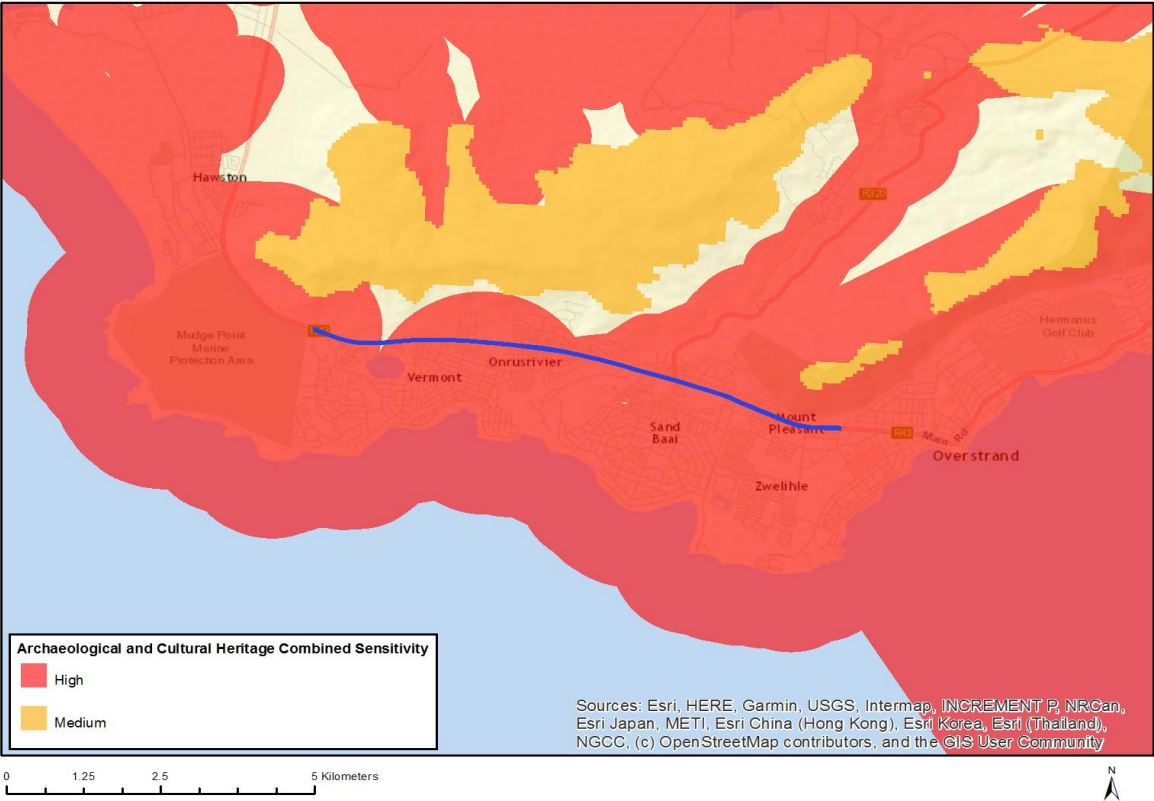 Hawston
R320
Mudge Point
Marine
Protection Area
Hermanus
Golf Club
Onrusrivier
Vermont
Mount
Pleasant
Sand
Baai
R43
Main Rd
Overstrand
Zwelihle
Archaeological and Cultural Heritage Combined Sensitivity
High
Medium
Sources: Esri, HERE, Garmin, USGS, Intermap, INCREMENT P, NRCan,
Esri Japan, METI, Esri China (Hong Kong), Esri Korea, Esri (Thailand),
NGCC, (c) OpenStreetMap contributors, and the GIS User Community
0 1.25 2.5 5 Kilometers
N